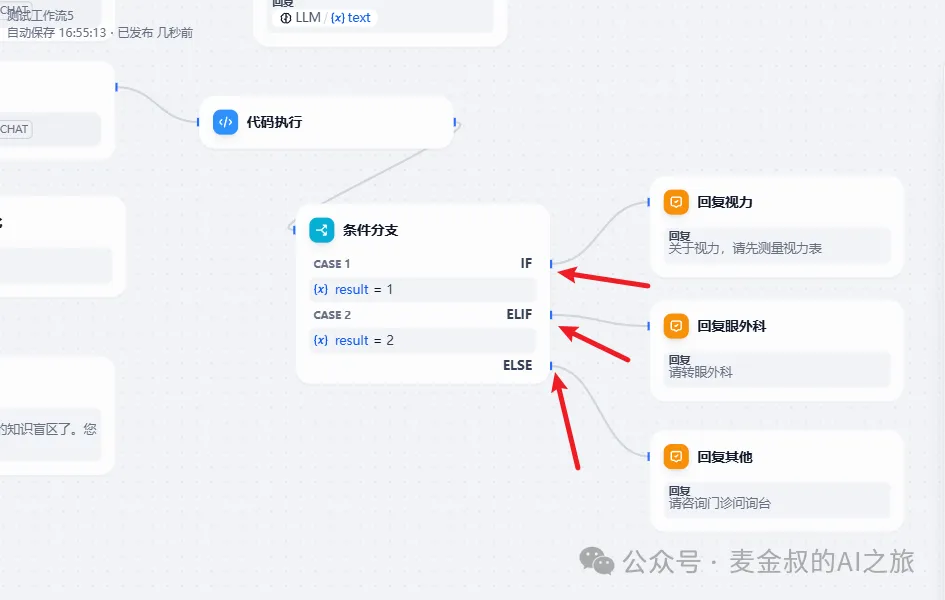 测试工作流5
自动保存 16:55:13 · 已发布 几秒前
CHAT
回复
LLM / {x} text
CHAT
代码执行
条件分支
CASE 1 IF
{x} result = 1
CASE 2 ELIF
{x} result = 2
ELSE
回复视力
回复
关于视力，请先测量视力表
回复眼外科
回复
请转眼外科
回复其他
回复
请咨询门诊问询台
的知识盲区了。您
公众号 · 麦金叔的AI之旅